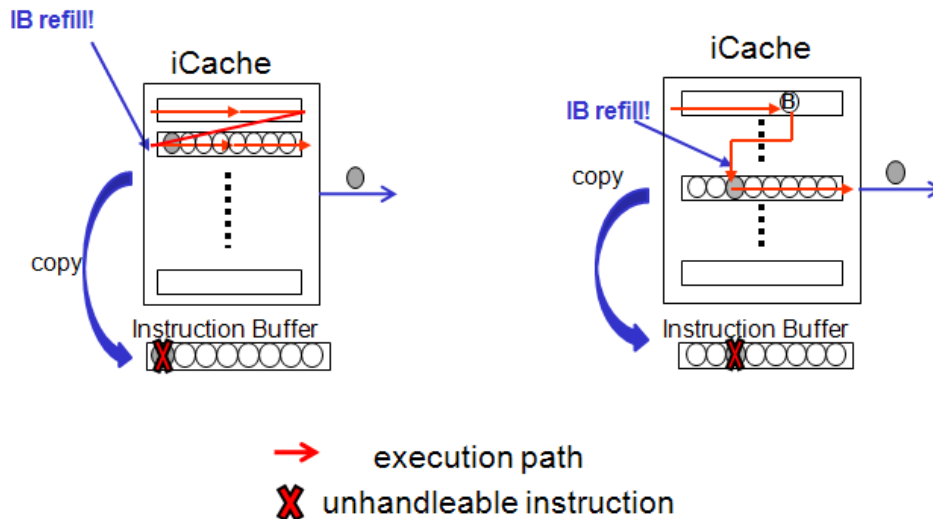 IB refill!
iCache
copy
Instruction Buffer
iCache
B
IB refill!
copy
Instruction Buffer
execution path
unhandleable instruction